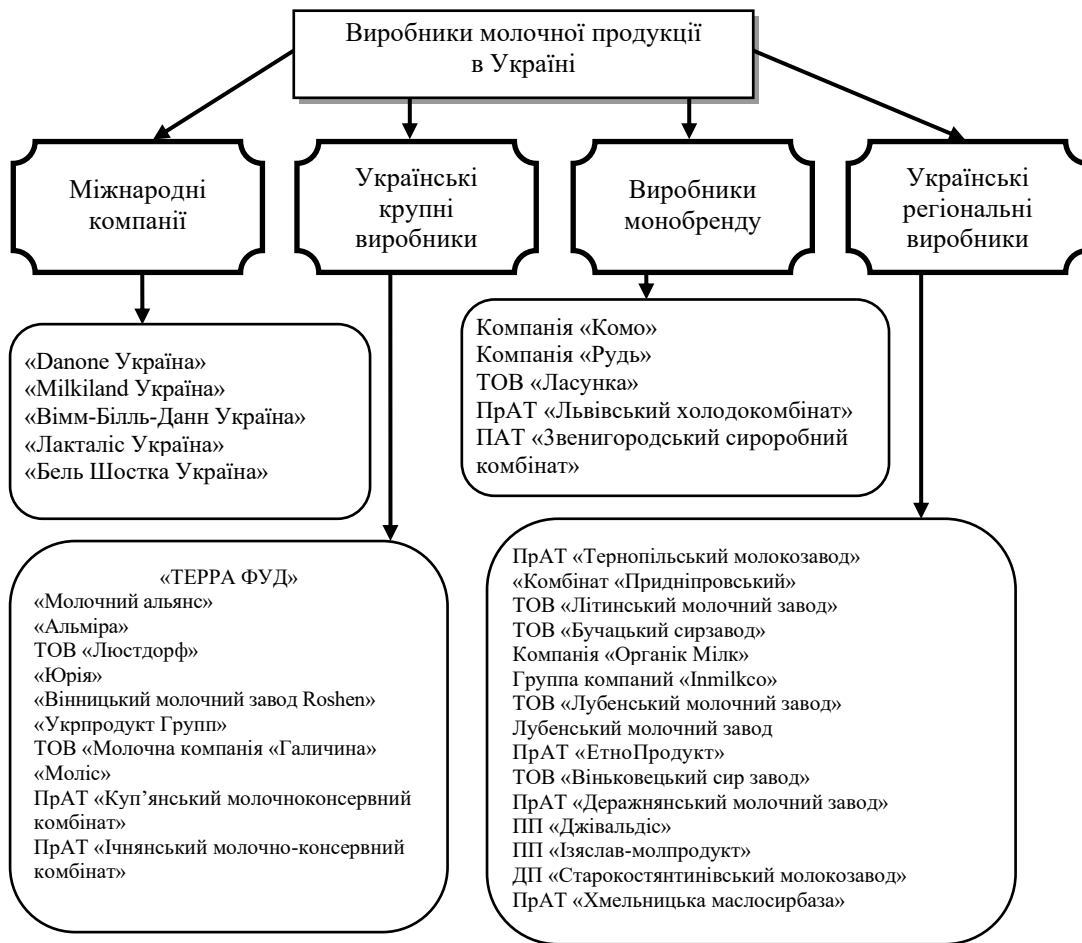 Виробники молочної продукції
в Україні
Міжнародні
компанії
Українські
крупні
виробники
Виробники
монобренду
Українські
регіональні
виробники
«Danone Україна»
«Milkiland Україна»
«Вімм-Білль-Данн Україна»
«Лакталіс Україна»
«Бель Шостка Україна»
Компанія «Комо»
Компанія «Рудь»
ТОВ «Ласунка»
ПрАТ «Львівський холодокомбінат»
ПАТ «Звенигородський сироробний
комбінат»
«ТЕРРА ФУД»
«Молочний альянс»
«Альміра»
ТОВ «Люстдорф»
«Юрія»
«Вінницький молочний завод Roshen»
«Укрпродукт Групп»
ТОВ «Молочна компанія «Галичина»
«Моліс»
ПрАТ «Куп’янський молочноконсервний
комбінат»
ПрАТ «Ічнянський молочно-консервний
комбінат»
ПрАТ «Тернопільський молокозавод»
«Комбінат «Придніпровський»
ТОВ «Літинський молочний завод»
ТОВ «Бучацький сирзавод»
Компанія «Органік Мілк»
Группа компаний «Inmilkco»
ТОВ «Лубенський молочний завод»
Лубенський молочний завод
ПрАТ «ЕтноПродукт»
ТОВ «Віньковецький сир завод»
ПрАТ «Деражнянський молочний завод»
ПП «Джівальдіс»
ПП «Ізяслав-молпродукт»
ДП «Старокостянтинівський молокозавод»
ПрАТ «Хмельницька маслосирбаза»